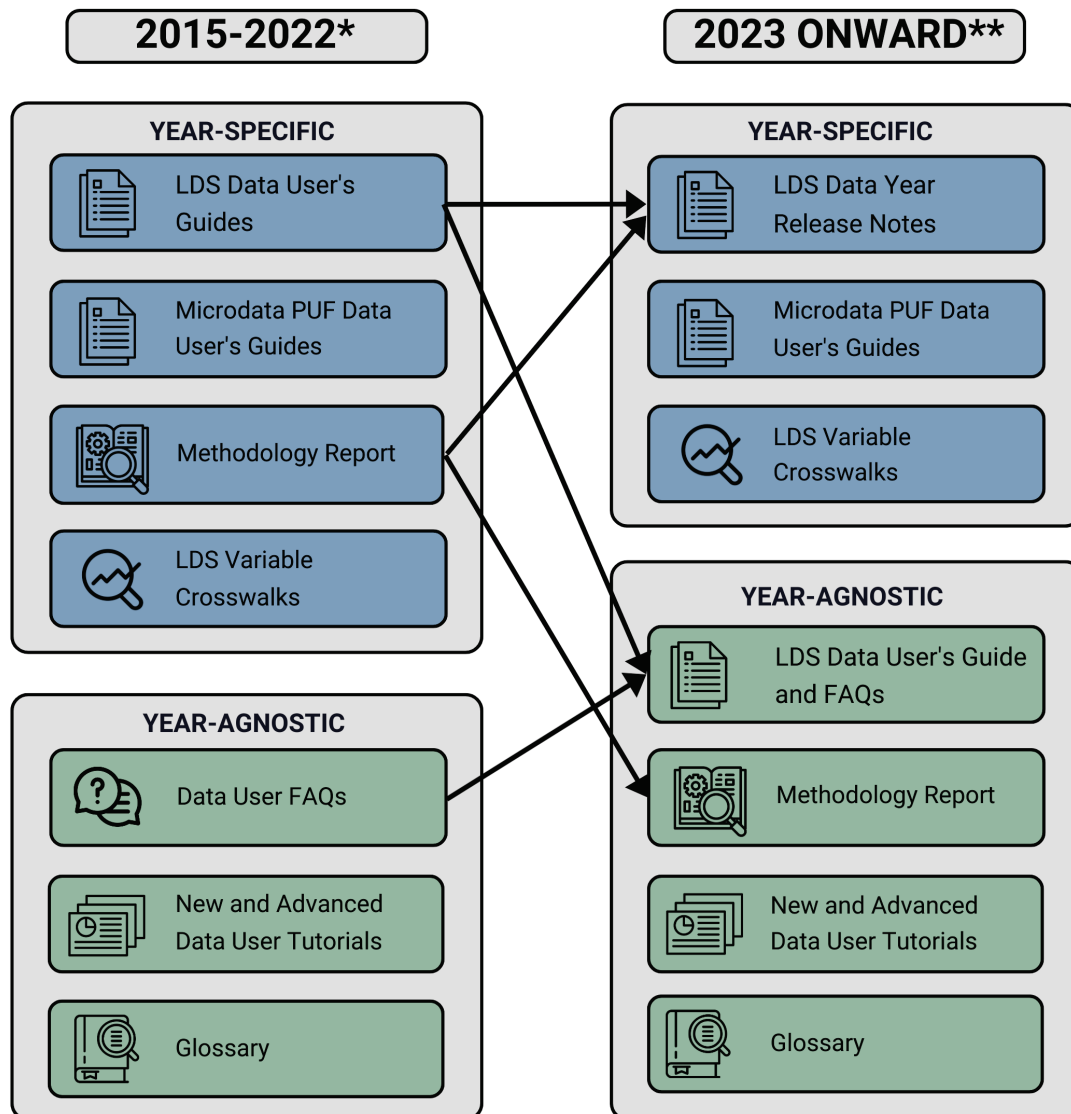 2015-2022*
YEAR-SPECIFIC
LDS Data User's
Guides
Microdata PUF Data
User's Guides
Methodology Report
LDS Variable
Crosswalks
YEAR-AGNOSTIC
Data User FAQs
New and Advanced
Data User Tutorials
Glossary
2023 ONWARD**
YEAR-SPECIFIC
LDS Data Year
Release Notes
Microdata PUF Data
User's Guides
LDS Variable
Crosswalks
YEAR-AGNOSTIC
LDS Data User's Guide
and FAQs
Methodology Report
New and Advanced
Data User Tutorials
Glossary